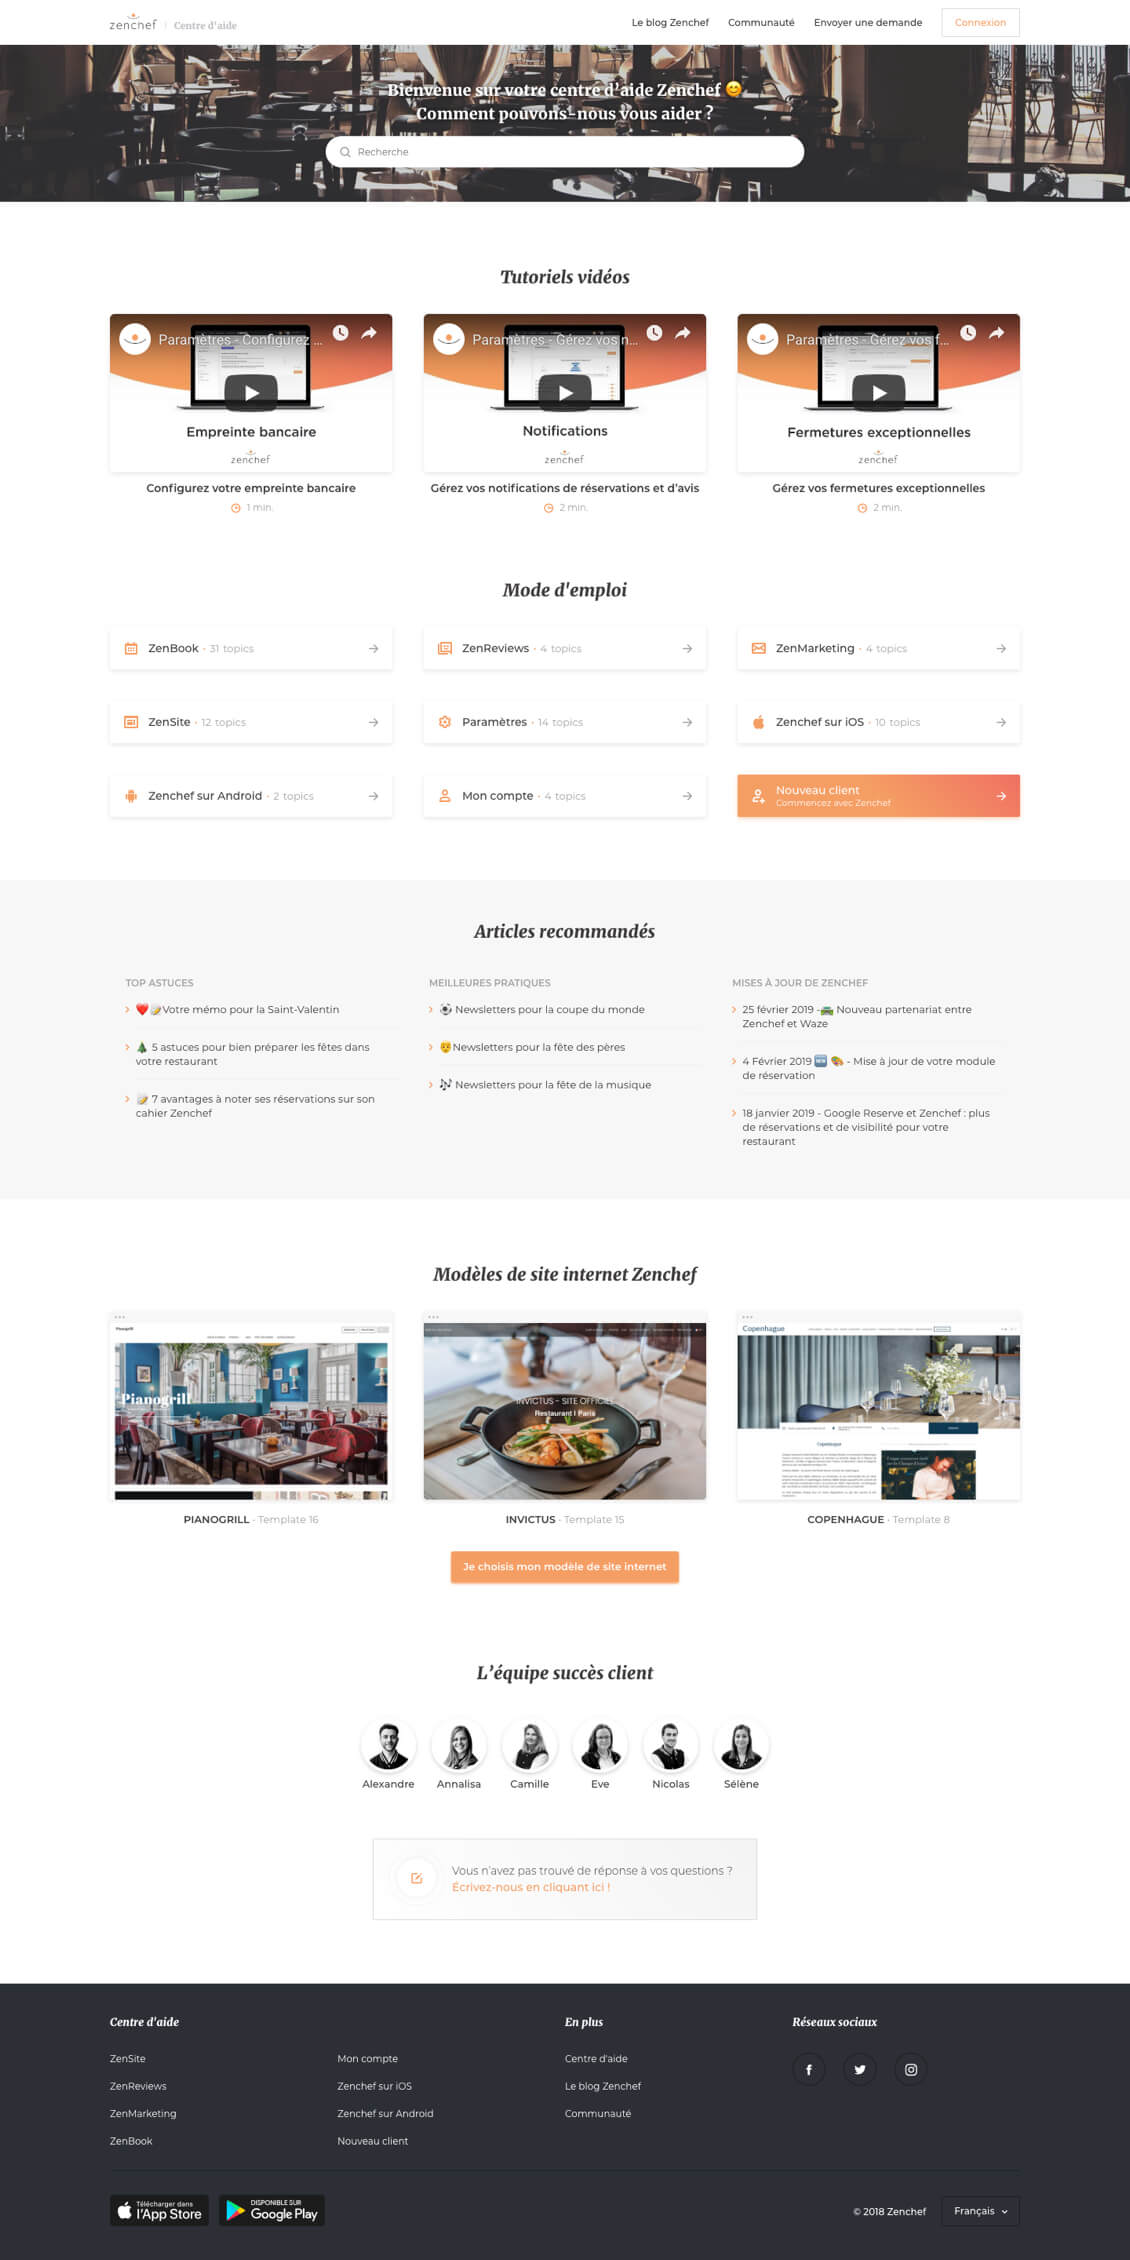 zenchef
Centre d'aide
Le blog Zenchef
Communauté
Envoyer une demande
Connexion
Bienvenue sur votre centre d'aide Zenchef 😊
Comment pouvons-nous vous aider ?
Recherche
Tutoriels vidéos
Paramètres - Configurez ...
Empreinte bancaire
zenchef
Configurez votre empreinte bancaire
1 min.
Paramètres - Gérez vos n...
Notifications
zenchef
Gérez vos notifications de réservations et d'avis
2 min.
Paramètres - Gérez vos f...
Fermetures exceptionnelles
zenchef
Gérez vos fermetures exceptionnelles
2 min.
Mode d'emploi
ZenBook - 31 topics
ZenReviews - 4 topics
ZenMarketing - 4 topics
ZenSite - 12 topics
Paramètres - 14 topics
Zenchef sur iOS - 10 topics
Zenchef sur Android - 2 topics
Mon compte - 4 topics
Nouveau client
Commencez avec Zenchef
Articles recommandés
TOP ASTUCES
❤️📝Votre mémo pour la Saint-Valentin
🎄 5 astuces pour bien préparer les fêtes dans
votre restaurant
📝 7 avantages à noter ses réservations sur son
cahier Zenchef
MEILLEURES PRATIQUES
⚽ Newsletters pour la coupe du monde
Newsletters pour la fête des pères
🎶 Newsletters pour la fête de la musique
MISES À JOUR DE ZENCHEF
25 février 2019 -🚘 Nouveau partenariat entre
Zenchef et Waze
4 Février 2019 🆕 🎨 - Mise à jour de votre module
de réservation
18 janvier 2019 - Google Reserve et Zenchef : plus
de réservations et de visibilité pour votre
restaurant
Modèles de site internet Zenchef
Pianogrill
Pianogrill
PIANOGRILL - Template 16
INVICTUS - SITE OFFICIEL
Restaurant | Paris
INVICTUS - Template 15
Copenhague
Copenhague
COPENHAGUE - Template 8
Je choisis mon modèle de site internet
L'équipe succès client
Alexandre
Annalisa
Camille
Eve
Nicolas
Sélène
Vous n'avez pas trouvé de réponse à vos questions ?
Écrivez-nous en cliquant ici !
Centre d'aide
ZenSite
ZenReviews
ZenMarketing
ZenBook
Mon compte
Zenchef sur iOS
Zenchef sur Android
Nouveau client
En plus
Centre d'aide
Le blog Zenchef
Communauté
Réseaux sociaux
Télécharger dans
l'App Store
DISPONIBLE SUR
Google Play
© 2018 Zenchef
Français